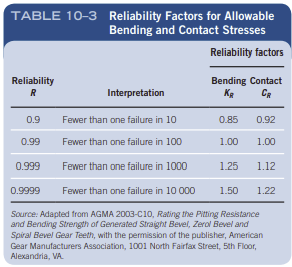 TABLE 10–3 Reliability Factors for Allowable
Bending and Contact Stresses
Reliability factors
Reliability Bending Contact
R Interpretation K_R C_R
0.9 Fewer than one failure in 10 0.85 0.92
0.99 Fewer than one failure in 100 1.00 1.00
0.999 Fewer than one failure in 1000 1.25 1.12
0.9999 Fewer than one failure in 10 000 1.50 1.22
Source: Adapted from AGMA 2003-C10, Rating the Pitting Resistance
and Bending Strength of Generated Straight Bevel, Zerol Bevel and
Spiral Bevel Gear Teeth, with the permission of the publisher, American
Gear Manufacturers Association, 1001 North Fairfax Street, 5th Floor,
Alexandria, VA.